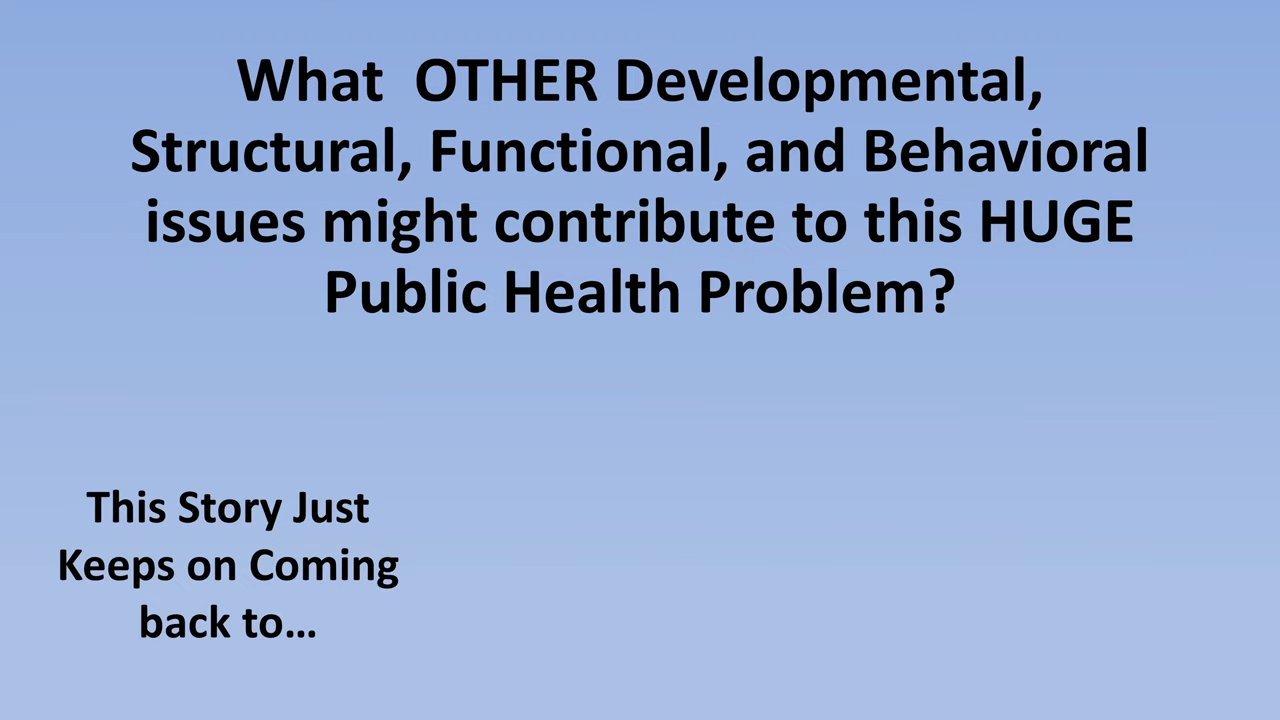 What  OTHER Developmental,
Structural, Functional, and Behavioral
issues might contribute to this HUGE
Public Health Problem?
This Story Just
Keeps on Coming
back to…